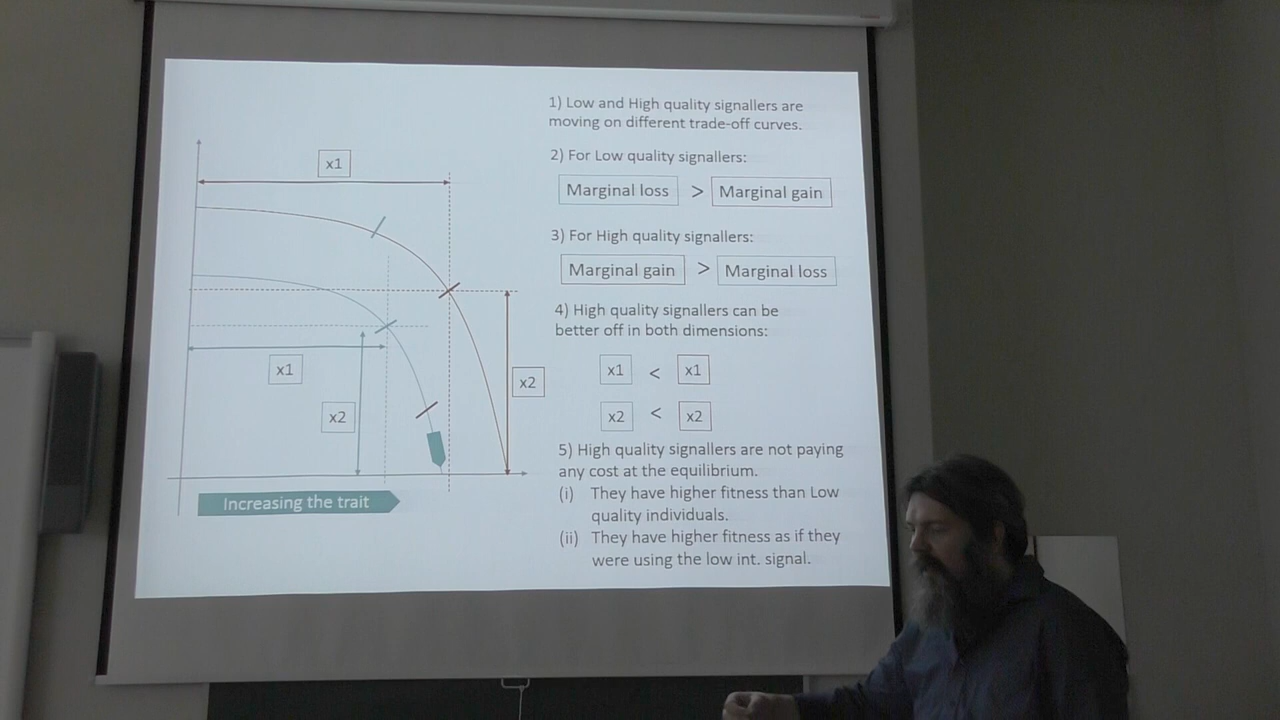 x1
x1
x2
x2
Increasing the trait
1) Low and High quality signallers are
moving on different trade-off curves.
2) For Low quality signallers:
Marginal loss > Marginal gain
3) For High quality signallers:
Marginal gain > Marginal loss
4) High quality signallers can be
better off in both dimensions:
x1 < x1
x2 < x2
5) High quality signallers are not paying
any cost at the equilibrium.
(i) They have higher fitness than Low
quality individuals.
(ii) They have higher fitness as if they
were using the low int. signal.